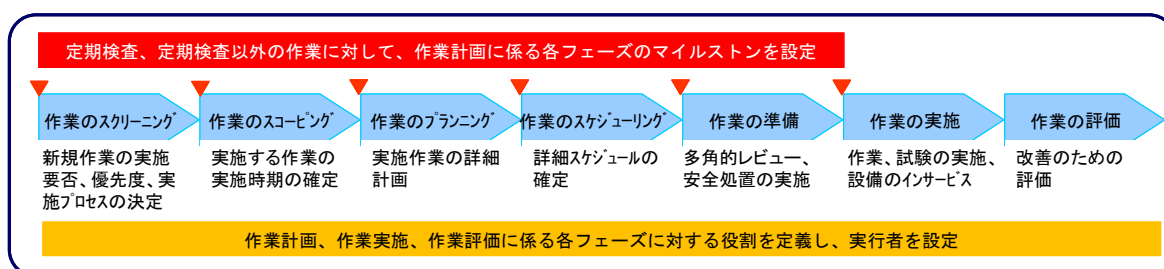 定期検査、定期検査以外の作業に対して、作業計画に係る各フェーズのマイルストンを設定
作業のｽｸﾘｰﾆﾝｸﾞ
作業のｽｺｰﾋﾟﾝｸﾞ
作業のﾌﾟﾗﾝﾆﾝｸﾞ
作業のｽｹｼﾞｭｰﾘﾝｸﾞ
作業の準備
作業の実施
作業の評価
新規作業の実施
要否、優先度、実
施ﾌﾟﾛｾｽの決定
実施する作業の
実施時期の確定
実施作業の詳細
計画
詳細ｽｹｼﾞｭｰﾙの
確定
多角的レビュー、
安全処置の実施
作業、試験の実施、
設備のｲﾝｻｰﾋﾞｽ
改善のための
評価
作業計画、作業実施、作業評価に係る各フェーズに対する役割を定義し、実行者を設定